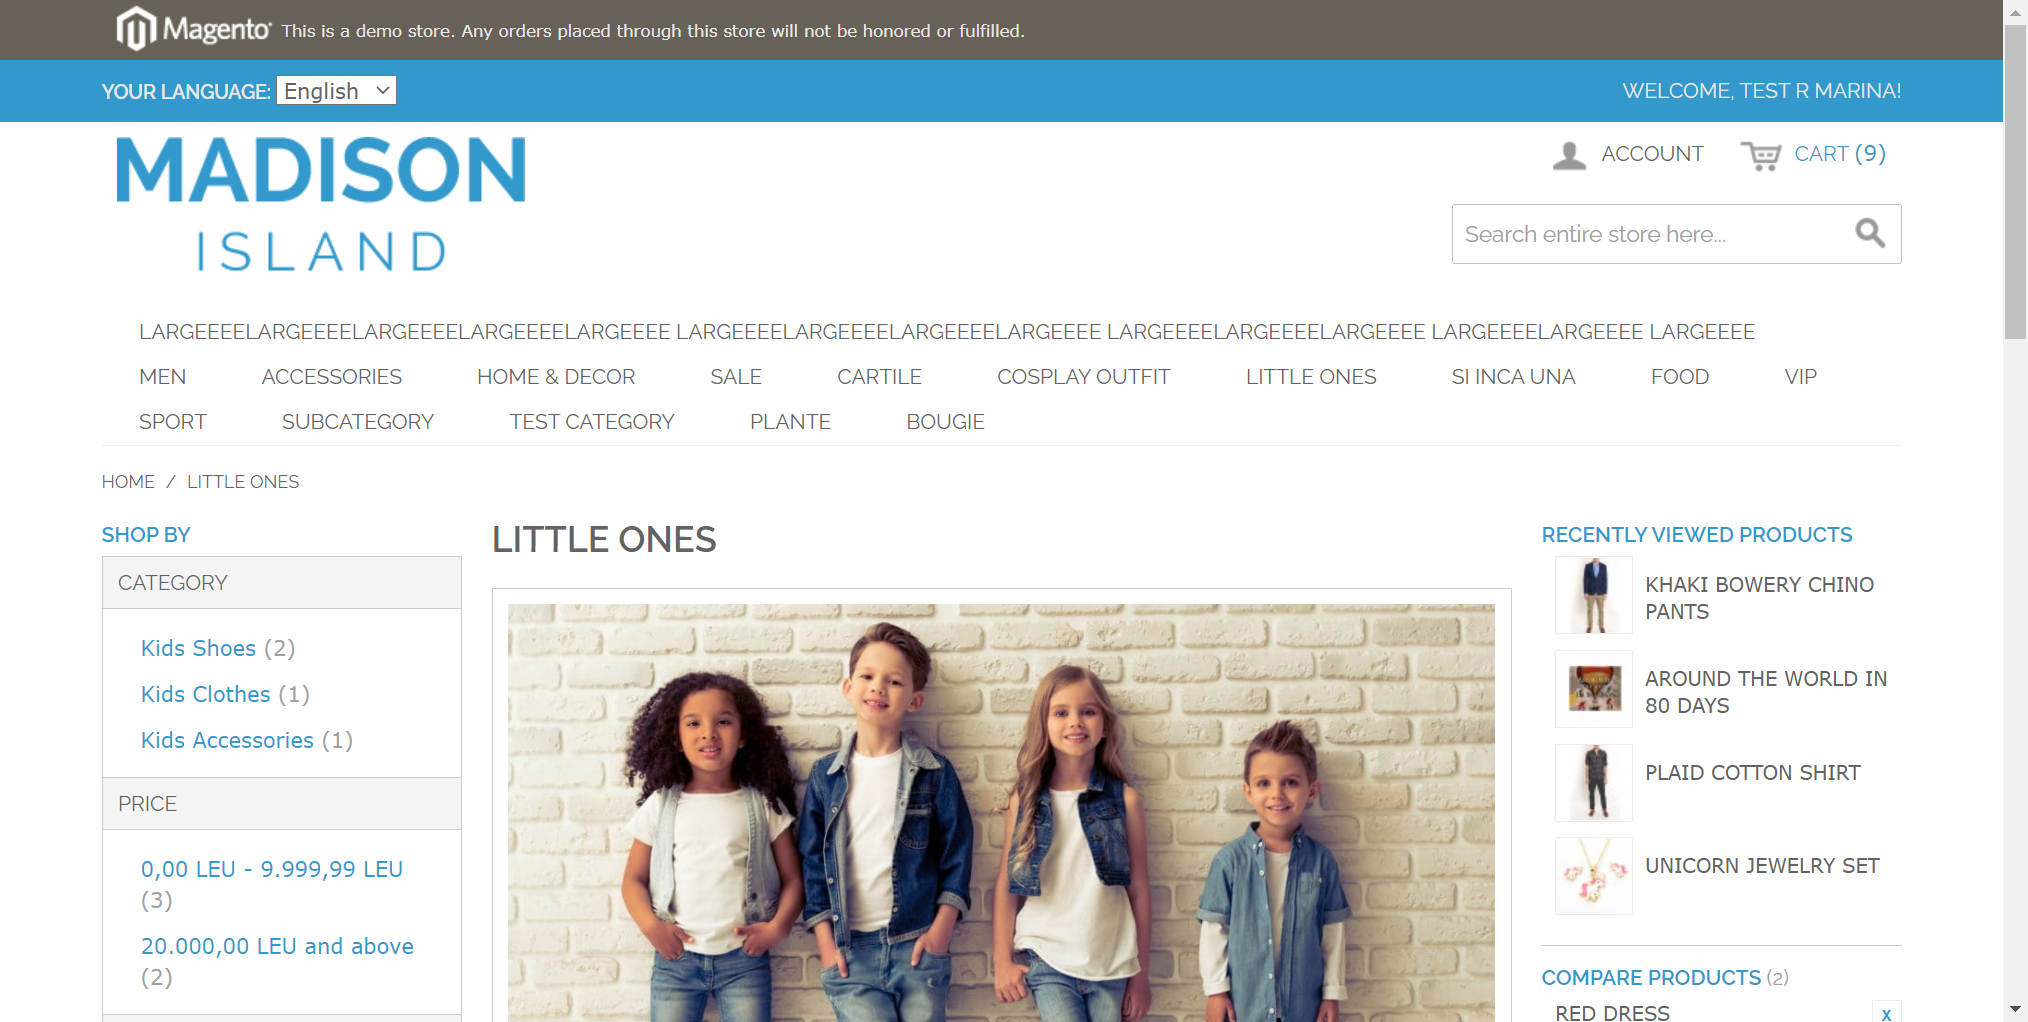 Magento This is a demo store. Any orders placed through this store will not be honored or fulfilled.
YOUR LANGUAGE: English
WELCOME, TEST R MARINA!
MADISON
ISLAND
ACCOUNT
CART (9)
Search entire store here...
LARGEEEELARGEEEELARGEEEELARGEEEELARGEEEE LARGEEEELARGEEEELARGEEEELARGEEEE LARGEEEELARGEEEELARGEEEE LARGEEEELARGEEEE LARGEEEE
MEN ACCESSORIES HOME & DECOR SALE CARTILE COSPLAY OUTFIT LITTLE ONES SI INCA UNA FOOD VIP
SPORT SUBCATEGORY TEST CATEGORY PLANTE BOUGIE
HOME / LITTLE ONES
SHOP BY
CATEGORY
Kids Shoes (2)
Kids Clothes (1)
Kids Accessories (1)
PRICE
0,00 LEU - 9.999,99 LEU
(3)
20.000,00 LEU and above
(2)
LITTLE ONES
RECENTLY VIEWED PRODUCTS
KHAKI BOWERY CHINO
PANTS
AROUND THE WORLD IN
80 DAYS
PLAID COTTON SHIRT
UNICORN JEWELRY SET
COMPARE PRODUCTS (2)
RED DRESS
x